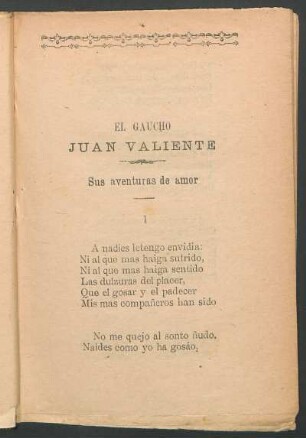 EL GAUCHO
JUAN VALIENTE
Sus aventuras de amor
I
A nadies letengo envidia:
Ni al que mas haiga sufrido,
Ni al que mas haiga sentido
Las dulauras del placer,
Que el gosar y el padecer
Mis mas compañeros han sido
No me quejo al sonto ñudo,
Naides como yo ha gosáo,